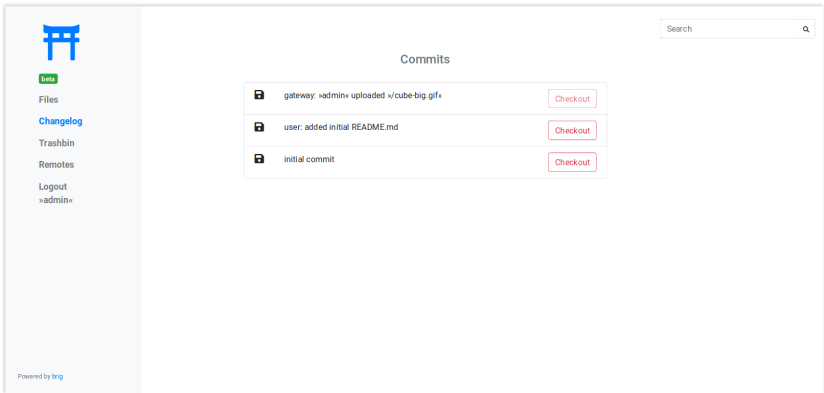 Search
beta
Files
Changelog
Trashbin
Remotes
Logout
»admin«
Powered by brig
Commits
gateway: »admin« uploaded »/cube-big.gif«
Checkout
user: added initial README.md
Checkout
initial commit
Checkout